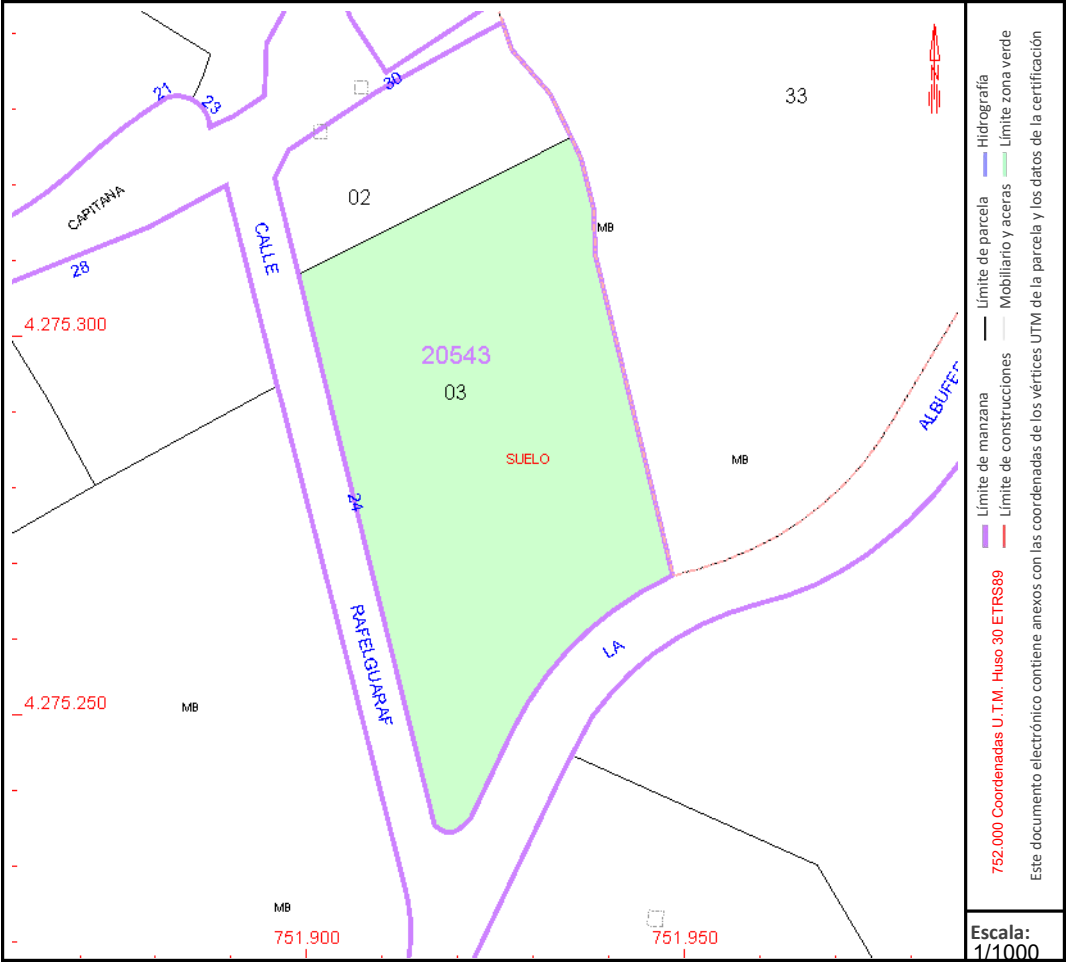 21
23
30
33
N
CAPITANA
02
28
CALLE
MB
4.275.300
20543
03
SUELO
MB
24
RAFELGUARAF
LA
4.275.250
MB
MB
751.900
751.950
Límite de manzana
Límite de parcela
Hidrografía
Límite de construcciones
Mobiliario y aceras
Límite zona verde
752.000 Coordenadas U.T.M. Huso 30 ETRS89
Este documento electrónico contiene anexos con las coordenadas de los vértices UTM de la parcela y los datos de la certificación
Escala:
1/1000